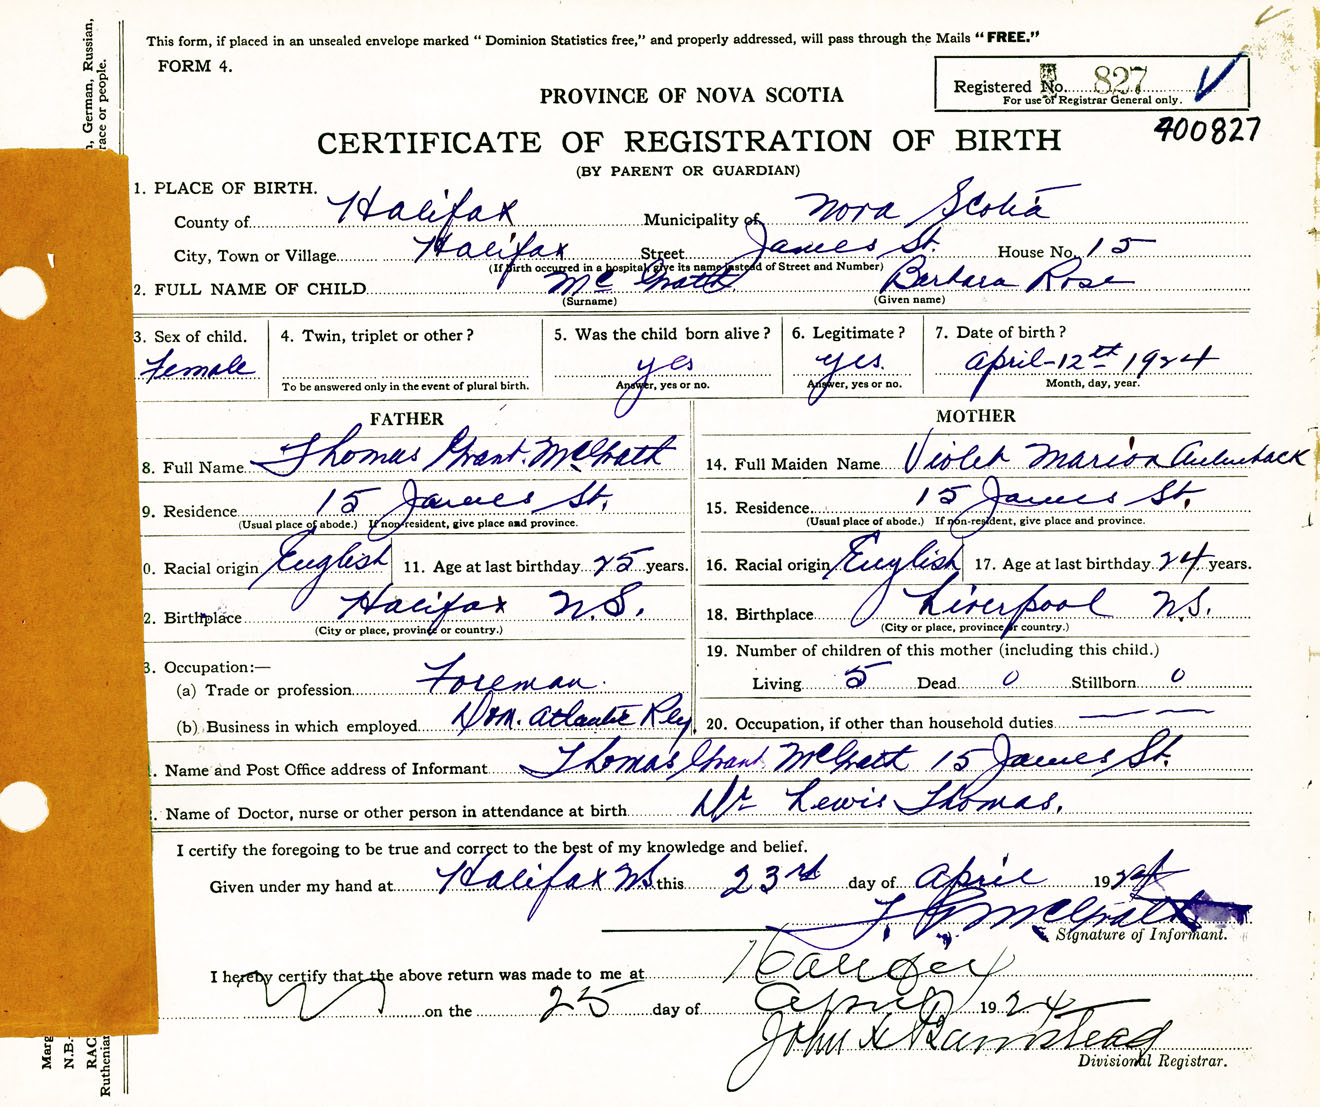 This form, if placed in an unsealed envelope marked “Dominion Statistics free,” and properly addressed, will pass through the Mails “FREE.”
FORM 4.
Registered No. 827
For use of Registrar General only.
400827
PROVINCE OF NOVA SCOTIA
CERTIFICATE OF REGISTRATION OF BIRTH
(BY PARENT OR GUARDIAN)
1. PLACE OF BIRTH.
County of Halifax Municipality of Nova Scotia
City, Town or Village Halifax Street James St. House No. 15
(If birth occurred in a hospital, give its name instead of Street and Number)
2. FULL NAME OF CHILD McGrath Barbara Rose
(Surname) (Given name)
3. Sex of child. 4. Twin, triplet or other? 5. Was the child born alive? 6. Legitimate? 7. Date of birth?
Female yes yes. April-12th 1924
To be answered only in the event of plural birth. Answer, yes or no. Answer, yes or no. Month, day, year.
FATHER MOTHER
8. Full Name Thomas Grant McGrath 14. Full Maiden Name Violet Marion
9. Residence 15 James St. 15. Residence 15 James St.
(Usual place of abode.) If non-resident, give place and province. (Usual place of abode.) If non-resident, give place and province.
0. Racial origin English 11. Age at last birthday 25 years. 16. Racial origin English 17. Age at last birthday 24 years.
2. Birthplace Halifax N.S. 18. Birthplace Liverpool N.S.
(City or place, province or country.) (City or place, province or country.)
3. Occupation:— 19. Number of children of this mother (including this child.)
(a) Trade or profession Foreman. Living 5 Dead 0 Stillborn 0
(b) Business in which employed Dom. Atlantic Rly 20. Occupation, if other than household duties — —
. Name and Post Office address of Informant Thomas Grant McGrath 15 James St.
. Name of Doctor, nurse or other person in attendance at birth Dr Lewis Thomas.
I certify the foregoing to be true and correct to the best of my knowledge and belief.
Given under my hand at Halifax N.S. this 23rd day of April 1924
T. G. McGrath
Signature of Informant.
I hereby certify that the above return was made to me at Halifax
on the 25 day of April 1924
John H Barnstead
Divisional Registrar.
, German, Russian,
race or people.
Marg
N.B.
RAC
Ruthenian